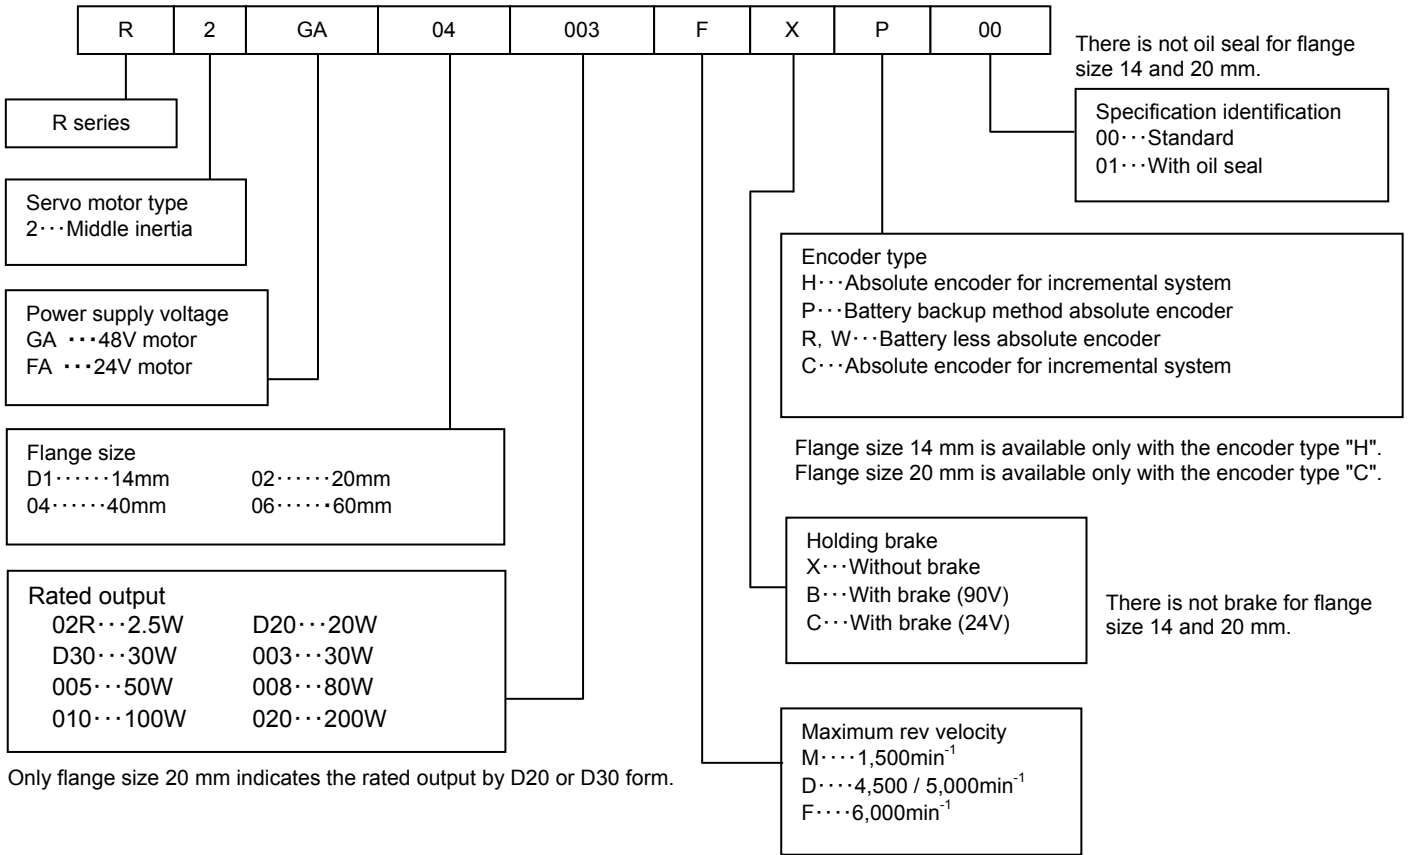 R 2 GA 04 003 F X P 00
There is not oil seal for flange
size 14 and 20 mm.
R series
Specification identification
00···Standard
01···With oil seal
Servo motor type
2···Middle inertia
Encoder type
H···Absolute encoder for incremental system
P···Battery backup method absolute encoder
R, W···Battery less absolute encoder
C···Absolute encoder for incremental system
Power supply voltage
GA ···48V motor
FA ···24V motor
Flange size
D1······14mm 02······20mm
04······40mm 06······60mm
Flange size 14 mm is available only with the encoder type "H".
Flange size 20 mm is available only with the encoder type "C".
Holding brake
X···Without brake
B···With brake (90V)
C···With brake (24V)
There is not brake for flange
size 14 and 20 mm.
Rated output
02R···2.5W D20···20W
D30···30W 003···30W
005···50W 008···80W
010···100W 020···200W
Only flange size 20 mm indicates the rated output by D20 or D30 form.
Maximum rev velocity
M····1,500min⁻¹
D····4,500 / 5,000min⁻¹
F····6,000min⁻¹